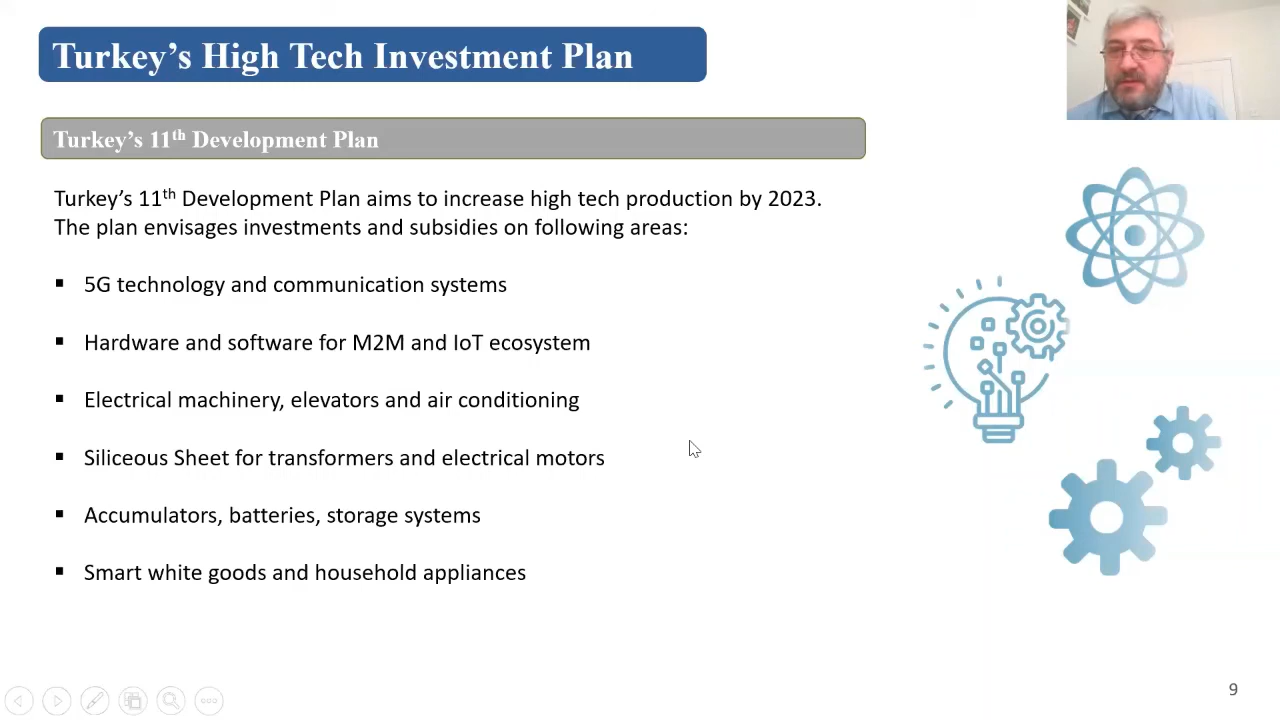 Turkey’s High Tech Investment Plan
Turkey’s 11th Development Plan
Turkey’s 11th Development Plan aims to increase high tech production by 2023.
The plan envisages investments and subsidies on following areas:
▪ 5G technology and communication systems
▪ Hardware and software for M2M and IoT ecosystem
▪ Electrical machinery, elevators and air conditioning
▪ Siliceous Sheet for transformers and electrical motors
▪ Accumulators, batteries, storage systems
▪ Smart white goods and household appliances
9